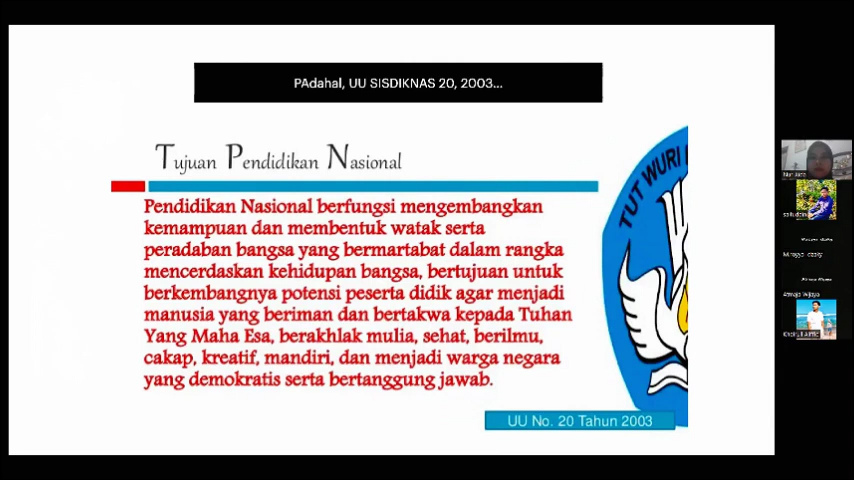 PAdahal, UU SISDIKNAS 20, 2003...
Tujuan Pendidikan Nasional
Pendidikan Nasional berfungsi mengembangkan
kemampuan dan membentuk watak serta
peradaban bangsa yang bermartabat dalam rangka
mencerdaskan kehidupan bangsa, bertujuan untuk
berkembangnya potensi peserta didik agar menjadi
manusia yang beriman dan bertakwa kepada Tuhan
Yang Maha Esa, berakhlak mulia, sehat, berilmu,
cakap, kreatif, mandiri, dan menjadi warga negara
yang demokratis serta bertanggung jawab.
TUT WURI
UU No. 20 Tahun 2003